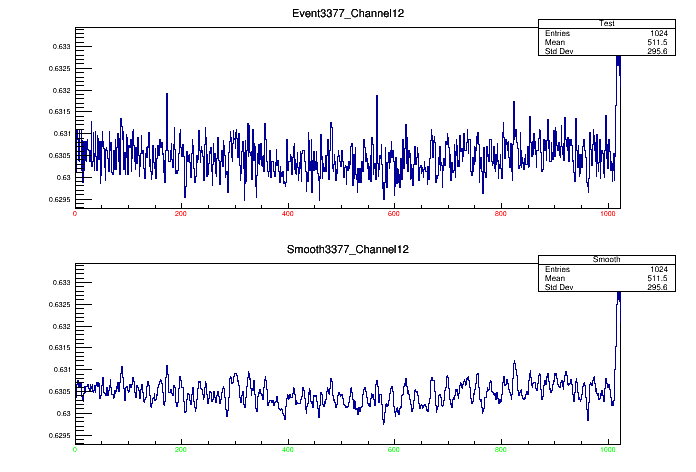 Event3377_Channel12
Test
Entries 1024
Mean 511.5
Std Dev 295.6
0.633
0.6325
0.632
0.6315
0.631
0.6305
0.63
0.6295
0 200 400 600 800 1000
Smooth3377_Channel12
Smooth
Entries 1024
Mean 511.5
Std Dev 295.6
0.633
0.6325
0.632
0.6315
0.631
0.6305
0.63
0.6295
0 200 400 600 800 1000